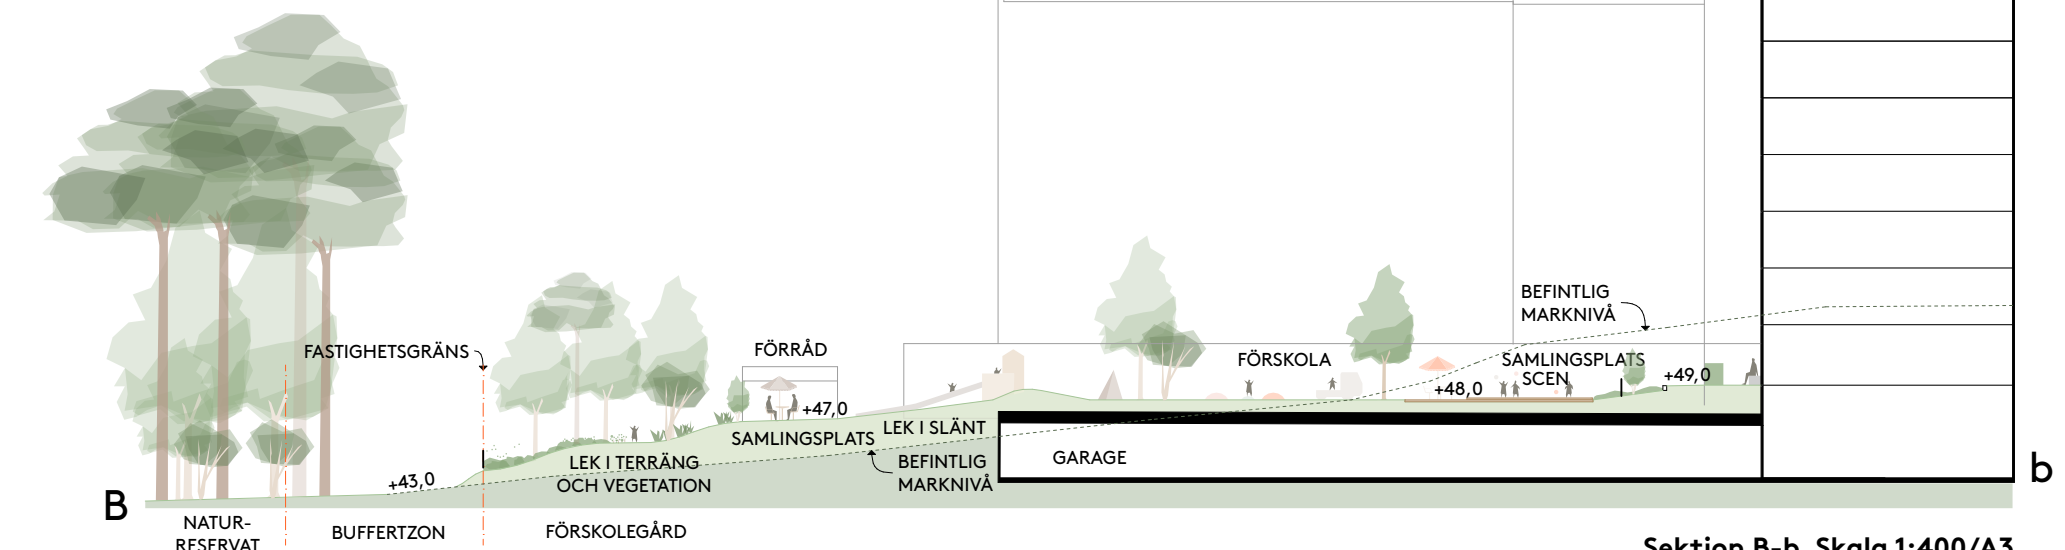 BEFINTLIG
MARKNIVÅ
FASTIGHETSGRÄNS
FÖRRÅD
FÖRSKOLA
SAMLINGSPLATS
SCEN
+49,0
+48,0
+47,0
LEK I SLÄNT
SAMLINGSPLATS
BEFINTLIG
MARKNIVÅ
GARAGE
LEK I TERRÄNG
OCH VEGETATION
+43,0
B
b
NATUR-
RESERVAT
BUFFERTZON
FÖRSKOLEGÅRD
Sektion B-b Skala 1:400/A3